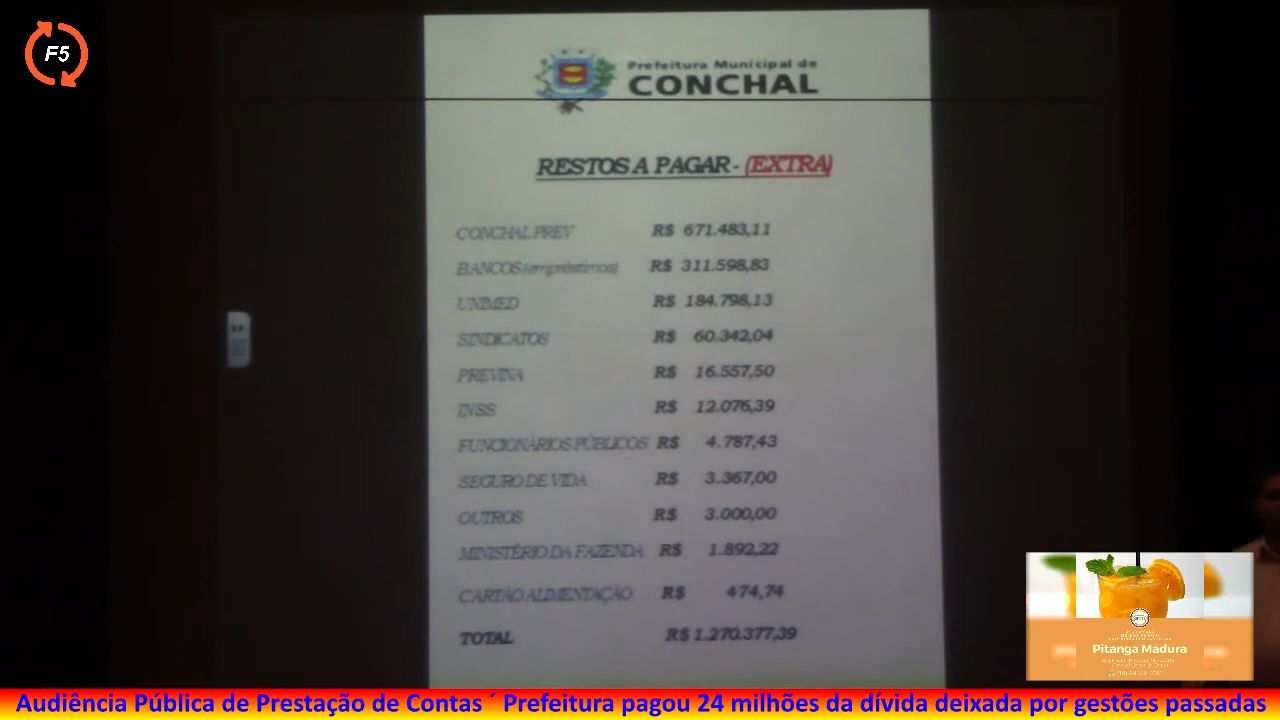 F5
Prefeitura Municipal de
CONCHAL
RESTOS A PAGAR - (EXTRA)
CONCHAL PREV R$ 671.483,11
BANCOS (empréstimos) R$ 311.598,83
UNIMED R$ 184.798,13
SINDICATOS R$ 60.342,04
PREVINA R$ 16.557,50
INSS R$ 12.076,39
FUNCIONÁRIOS PÚBLICOS R$ 4.787,43
SEGURO DE VIDA R$ 3.367,00
OUTROS R$ 3.000,00
MINISTÉRIO DA FAZENDA R$ 1.892,22
CARTÃO ALIMENTAÇÃO R$ 474,74
TOTAL R$ 1.270.377,39
Pitanga Madura
Audiência Pública de Prestação de Contas ´ Prefeitura pagou 24 milhões da dívida deixada por gestões passadas